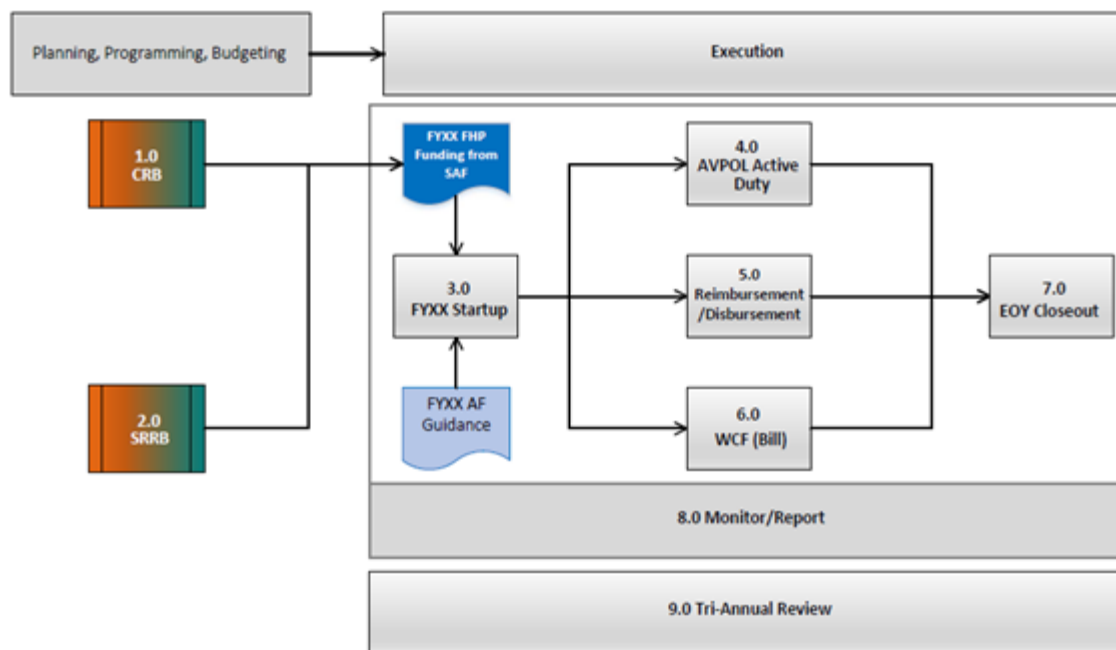 Planning, Programming, Budgeting
Execution
1.0
CRB
FYXX FHP
Funding from
SAF
4.0
AVPOL Active
Duty
3.0
FYXX Startup
5.0
Reimbursement
/Disbursement
7.0
EOY Closeout
2.0
SRRB
FYXX AF
Guidance
6.0
WCF (Bill)
8.0 Monitor/Report
9.0 Tri-Annual Review